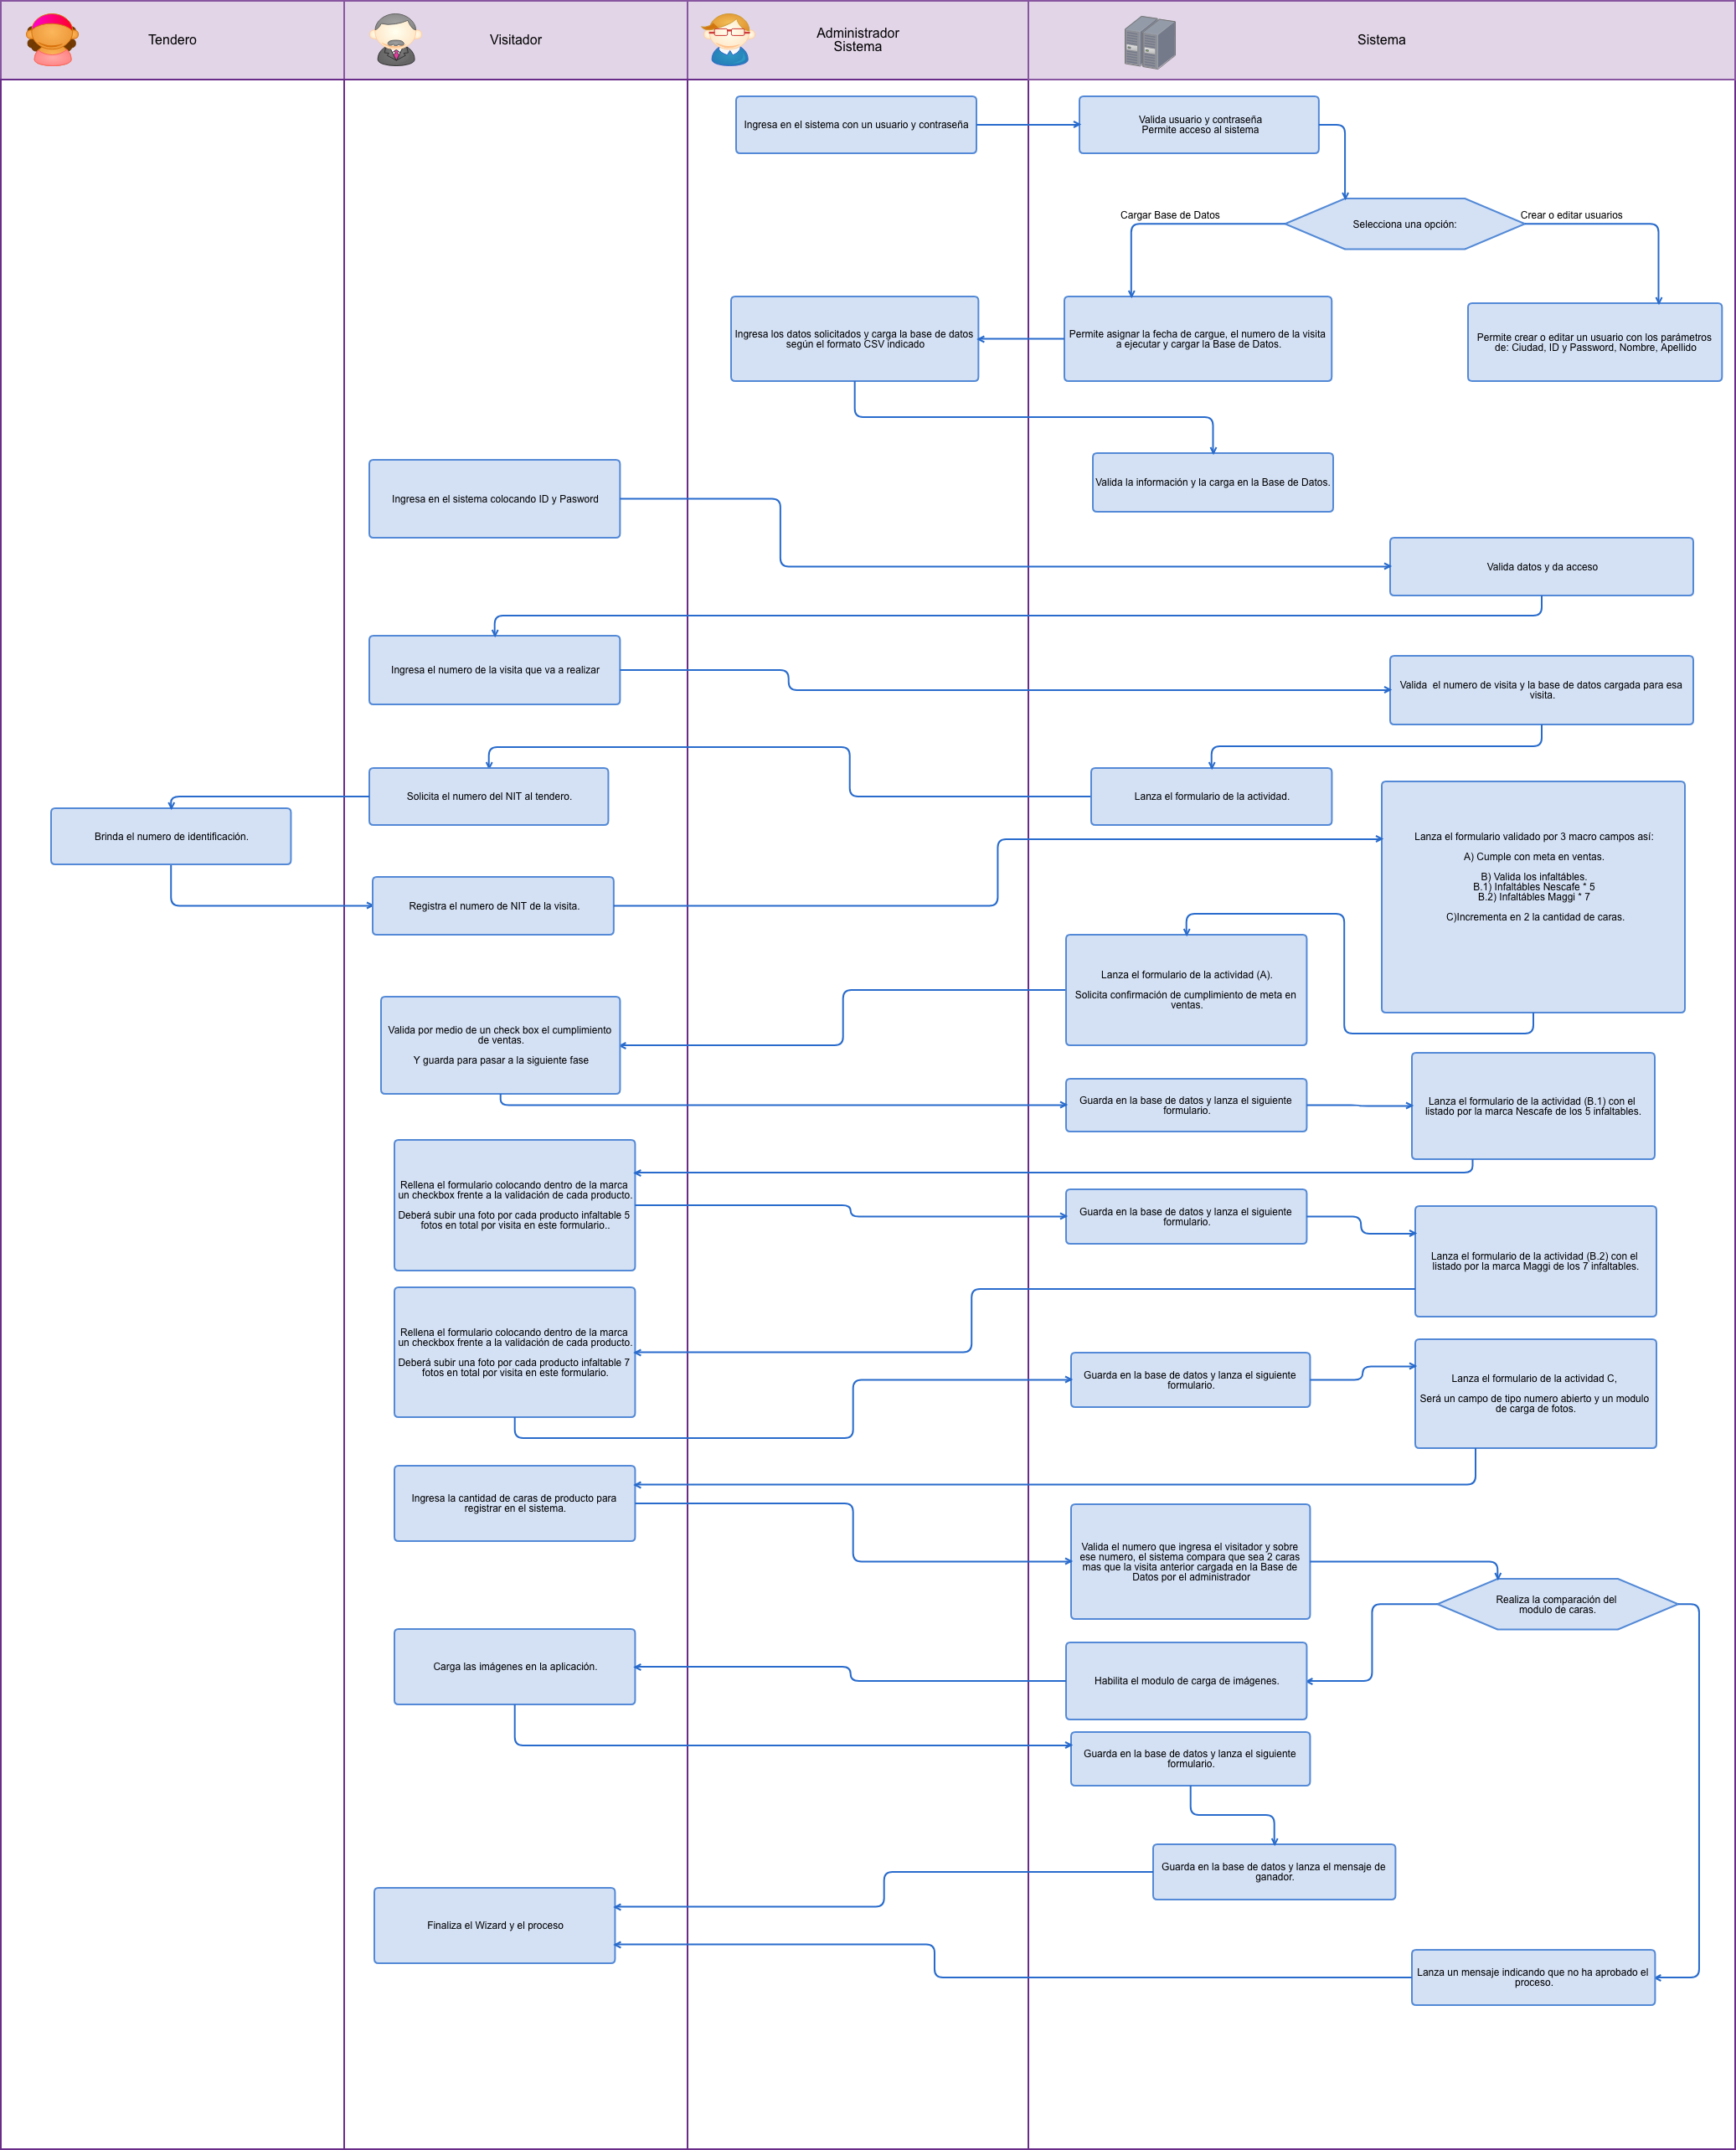 Tendero
Visitador
Administrador
Sistema
Sistema
Ingresa en el sistema con un usuario y contraseña
Valida usuario y contraseña
Permite acceso al sistema
Selecciona una opción:
Cargar Base de Datos
Crear o editar usuarios
Ingresa los datos solicitados y carga la base de datos
según el formato CSV indicado
Permite asignar la fecha de cargue, el numero de la visita
a ejecutar y cargar la Base de Datos.
Permite crear o editar un usuario con los parámetros
de: Ciudad, ID y Password, Nombre, Apellido
Valida la información y la carga en la Base de Datos.
Ingresa en el sistema colocando ID y Pasword
Valida datos y da acceso
Ingresa el numero de la visita que va a realizar
Valida  el numero de visita y la base de datos cargada para esa
visita.
Lanza el formulario de la actividad.
Solicita el numero del NIT al tendero.
Brinda el numero de identificación.
Registra el numero de NIT de la visita.
Lanza el formulario validado por 3 macro campos así:
A) Cumple con meta en ventas.
B) Valida los infaltábles.
B.1) Infaltábles Nescafe * 5
B.2) Infaltábles Maggi * 7
C)Incrementa en 2 la cantidad de caras.
Lanza el formulario de la actividad (A).
Solicita confirmación de cumplimiento de meta en
ventas.
Valida por medio de un check box el cumplimiento
de ventas.
Y guarda para pasar a la siguiente fase
Guarda en la base de datos y lanza el siguiente
formulario.
Lanza el formulario de la actividad (B.1) con el
listado por la marca Nescafe de los 5 infaltables.
Rellena el formulario colocando dentro de la marca
un checkbox frente a la validación de cada producto.
Deberá subir una foto por cada producto infaltable 5
fotos en total por visita en este formulario..
Guarda en la base de datos y lanza el siguiente
formulario.
Lanza el formulario de la actividad (B.2) con el
listado por la marca Maggi de los 7 infaltables.
Rellena el formulario colocando dentro de la marca
un checkbox frente a la validación de cada producto.
Deberá subir una foto por cada producto infaltable 7
fotos en total por visita en este formulario.
Guarda en la base de datos y lanza el siguiente
formulario.
Lanza el formulario de la actividad C,
Será un campo de tipo numero abierto y un modulo
de carga de fotos.
Ingresa la cantidad de caras de producto para
registrar en el sistema.
Valida el numero que ingresa el visitador y sobre
ese numero, el sistema compara que sea 2 caras
mas que la visita anterior cargada en la Base de
Datos por el administrador
Realiza la comparación del
modulo de caras.
Habilita el modulo de carga de imágenes.
Carga las imágenes en la aplicación.
Guarda en la base de datos y lanza el siguiente
formulario.
Guarda en la base de datos y lanza el mensaje de
ganador.
Finaliza el Wizard y el proceso
Lanza un mensaje indicando que no ha aprobado el
proceso.